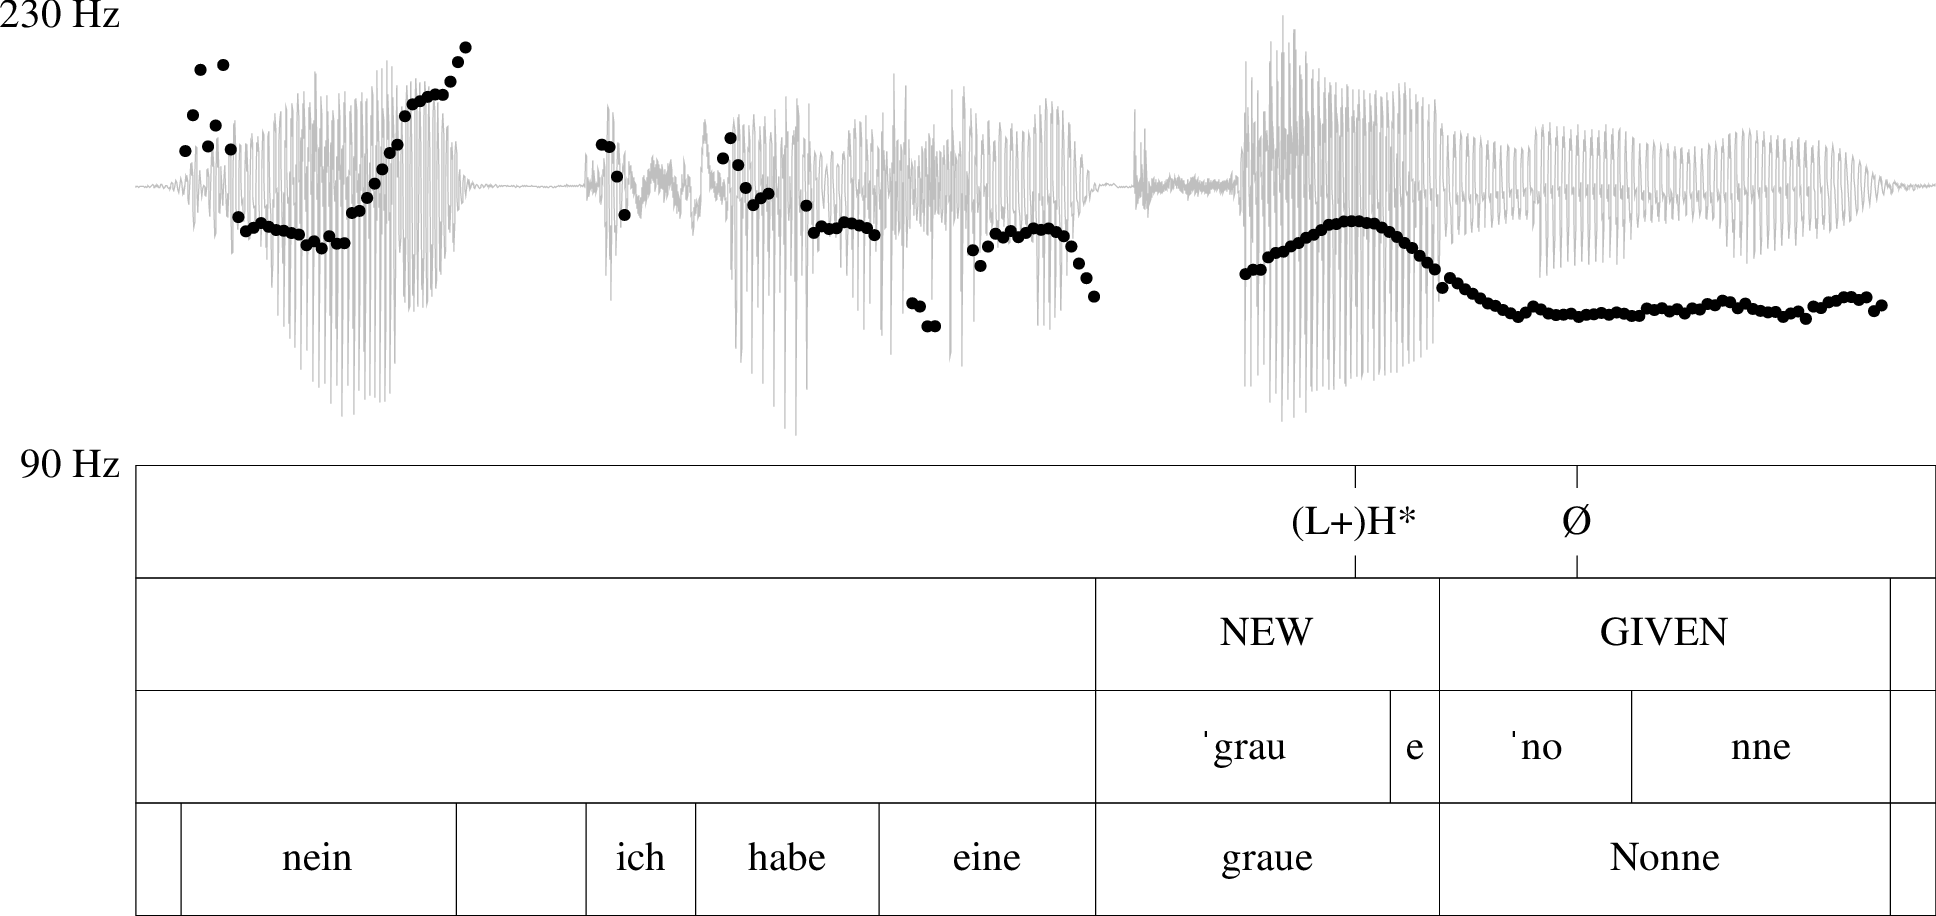 230 Hz
90 Hz
(L+)H* Ø
NEW GIVEN
ˈgrau e ˈno nne
nein ich habe eine graue Nonne